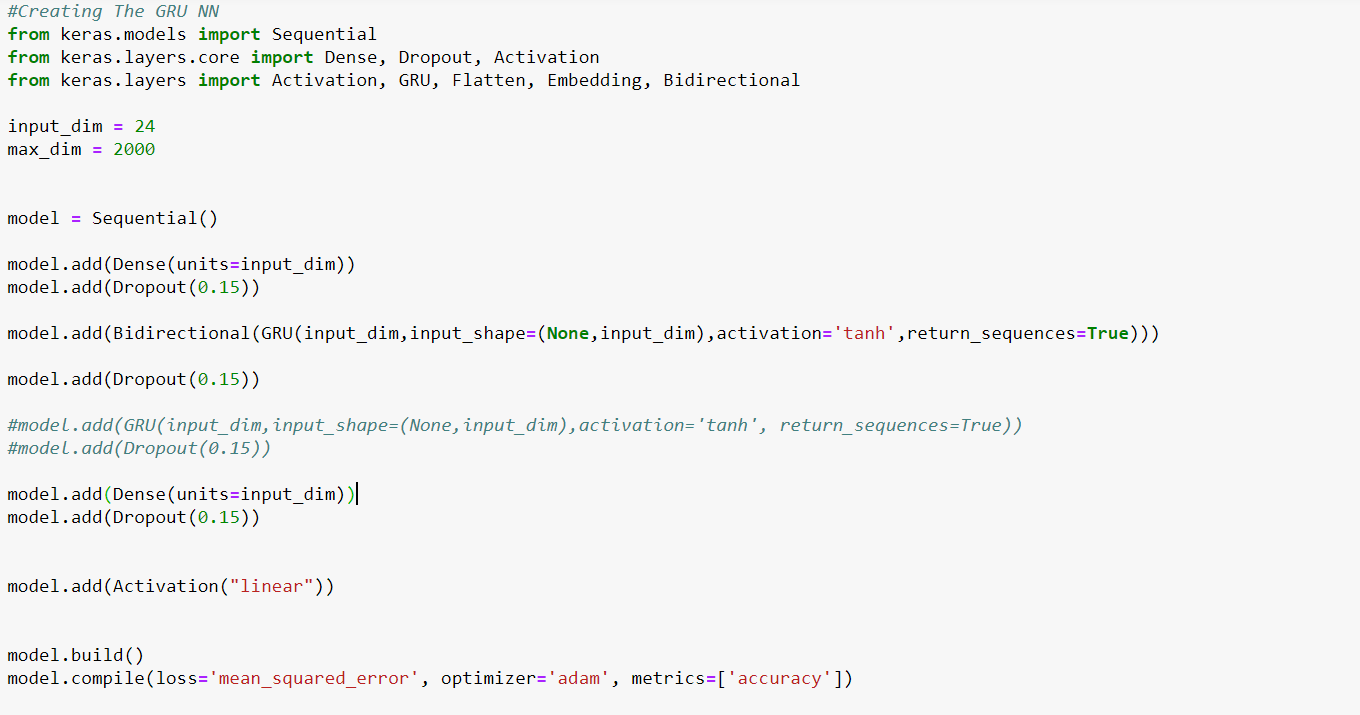 #Creating The GRU NN
from keras.models import Sequential
from keras.layers.core import Dense, Dropout, Activation
from keras.layers import Activation, GRU, Flatten, Embedding, Bidirectional
input_dim = 24
max_dim = 2000
model = Sequential()
model.add(Dense(units=input_dim))
model.add(Dropout(0.15))
model.add(Bidirectional(GRU(input_dim,input_shape=(None,input_dim),activation='tanh',return_sequences=True)))
model.add(Dropout(0.15))
#model.add(GRU(input_dim,input_shape=(None,input_dim),activation='tanh', return_sequences=True))
#model.add(Dropout(0.15))
model.add(Dense(units=input_dim))
model.add(Dropout(0.15))
model.add(Activation("linear"))
model.build()
model.compile(loss='mean_squared_error', optimizer='adam', metrics=['accuracy'])